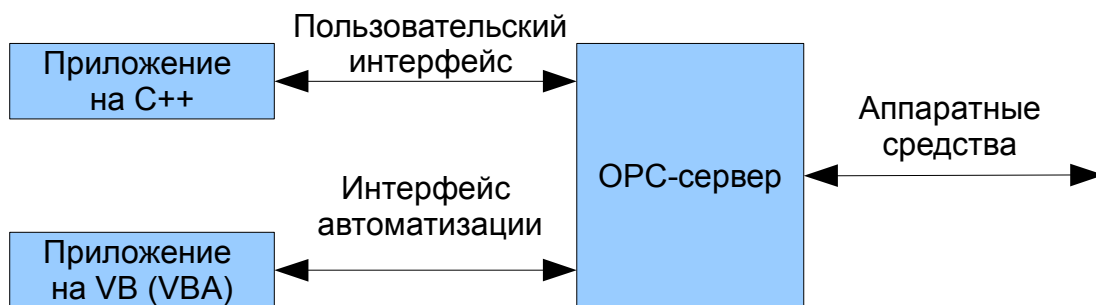 Пользовательский
интерфейс
Приложение
на C++
Аппаратные
средства
OPC-сервер
Интерфейс
автоматизации
Приложение
на VB (VBA)